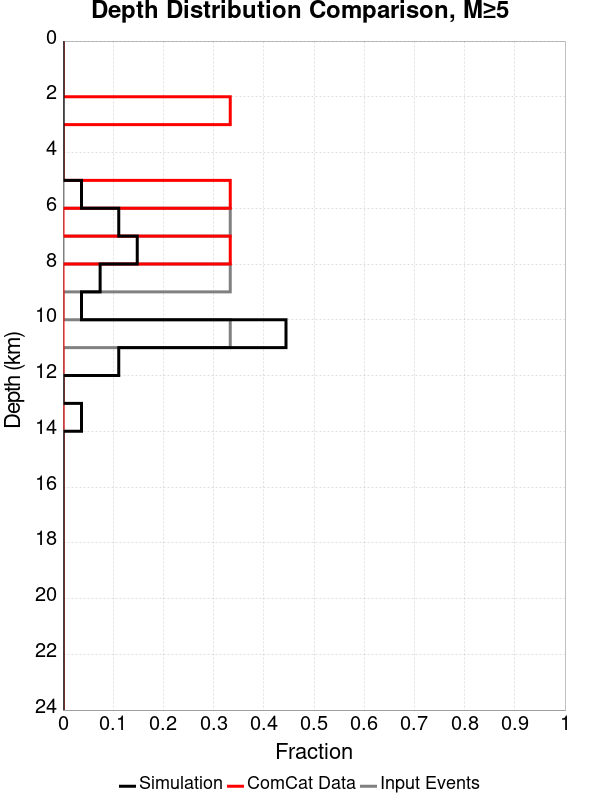 Depth Distribution Comparison, M≥5
0
2
4
6
8
10
12
14
16
18
20
22
24
Depth (km)
0 0.1 0.2 0.3 0.4 0.5 0.6 0.7 0.8 0.9 1
Fraction
Simulation ComCat Data Input Events